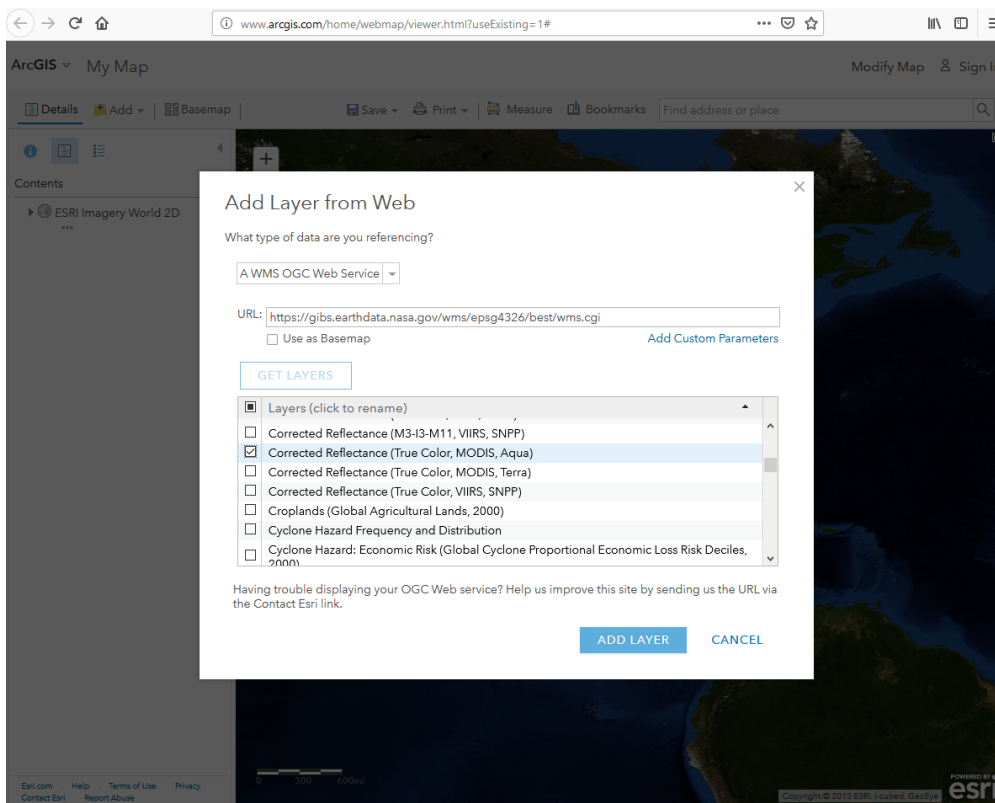 www.arcgis.com/home/webmap/viewer.html?useExisting=1#
ArcGIS My Map Modify Map Sign In
Details Add Basemap Save Print Measure Bookmarks Find address or place
Contents
ESRI Imagery World 2D
Add Layer from Web
What type of data are you referencing?
A WMS OGC Web Service
URL: https://gibs.earthdata.nasa.gov/wms/epsg4326/best/wms.cgi
Use as Basemap Add Custom Parameters
GET LAYERS
Layers (click to rename)
Corrected Reflectance (M3-I3-M11, VIIRS, SNPP)
Corrected Reflectance (True Color, MODIS, Aqua)
Corrected Reflectance (True Color, MODIS, Terra)
Corrected Reflectance (True Color, VIIRS, SNPP)
Croplands (Global Agricultural Lands, 2000)
Cyclone Hazard Frequency and Distribution
Cyclone Hazard: Economic Risk (Global Cyclone Proportional Economic Loss Risk Deciles,
2000)
Having trouble displaying your OGC Web service? Help us improve this site by sending us the URL via
the Contact Esri link.
ADD LAYER CANCEL
0 300 600mi
Esri.com Help Terms of Use Privacy
Contact Esri Report Abuse
POWERED BY
esri
Copyright:© 2013 ESRI, i-cubed, GeoEye